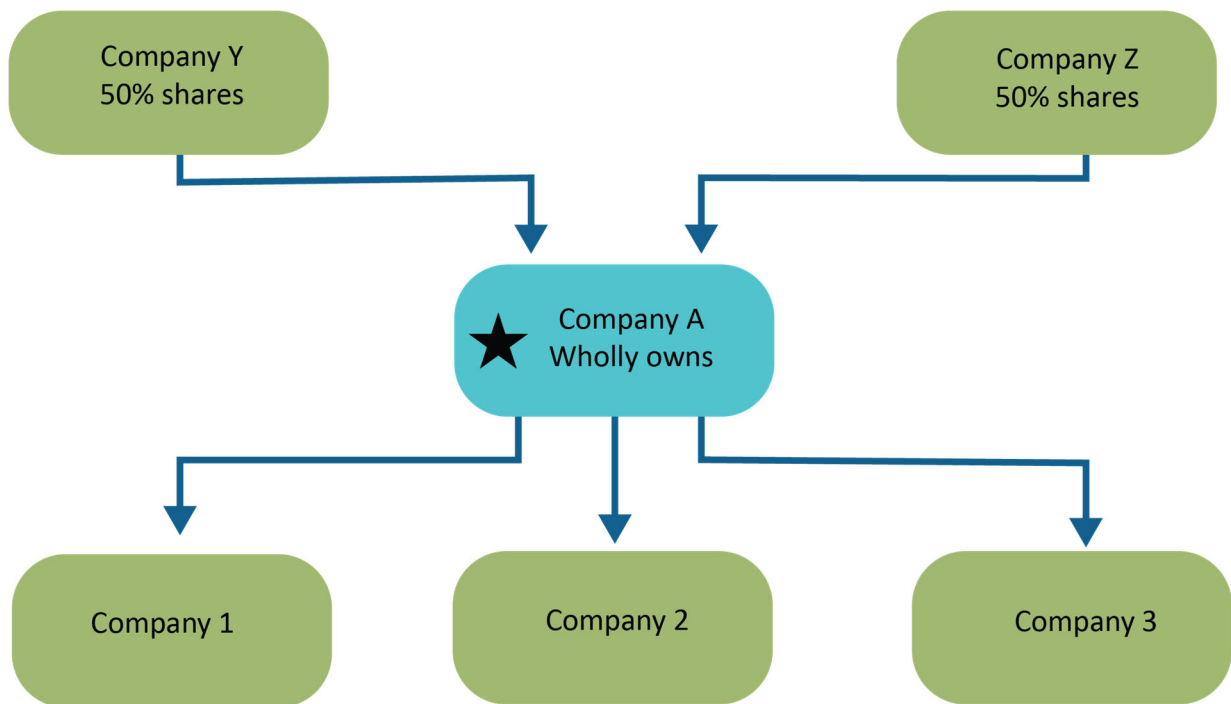 Company Y
50% shares
Company Z
50% shares
Company A
Wholly owns
Company 1
Company 2
Company 3